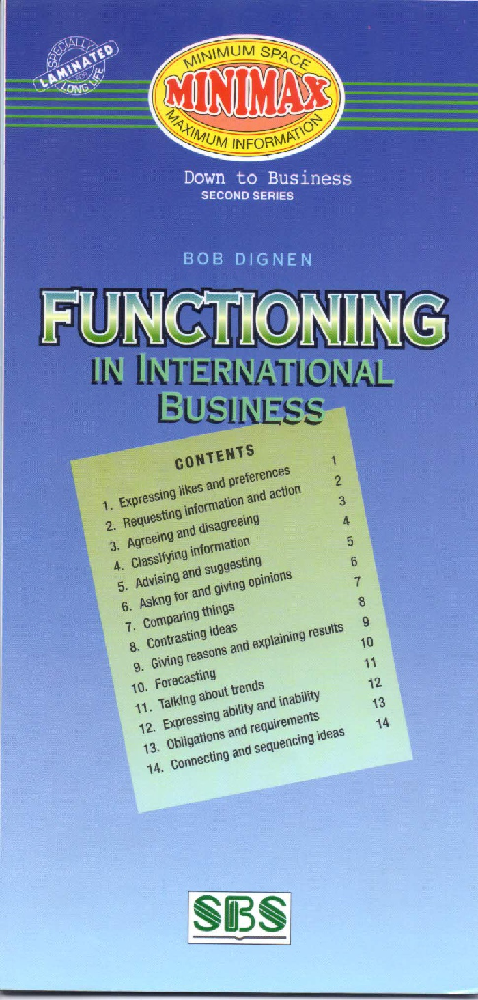 SPECIALLY
LAMINATED
FOR
LONG LIFE
MINIMUM SPACE
MINIMAX
MAXIMUM INFORMATION
Down to Business
SECOND SERIES
BOB DIGNEN
FUNCTIONING
IN INTERNATIONAL
BUSINESS
CONTENTS
1. Expressing likes and preferences 1
2. Requesting information and action 2
3. Agreeing and disagreeing 3
4. Classifying information 4
5. Advising and suggesting 5
6. Askng for and giving opinions 6
7. Comparing things 7
8. Contrasting ideas 8
9. Giving reasons and explaining results 9
10. Forecasting 10
11. Talking about trends 11
12. Expressing ability and inability 12
13. Obligations and requirements 13
14. Connecting and sequencing ideas 14
SBS